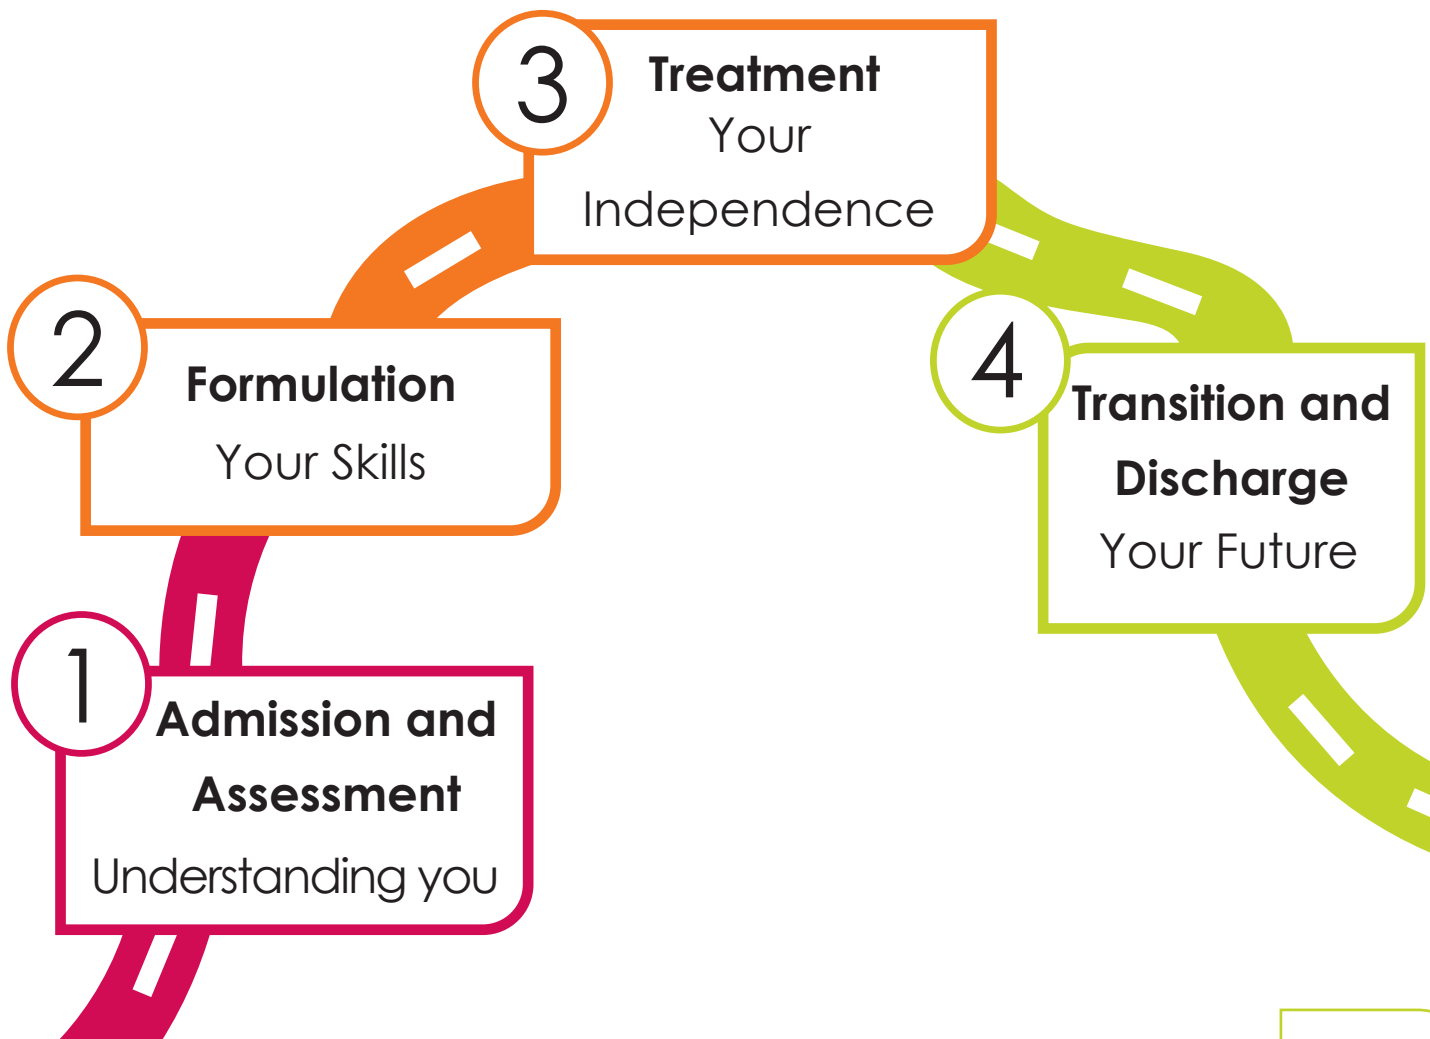 1
Admission and
Assessment
Understanding you
2
Formulation
Your Skills
3
Treatment
Your
Independence
4
Transition and
Discharge
Your Future